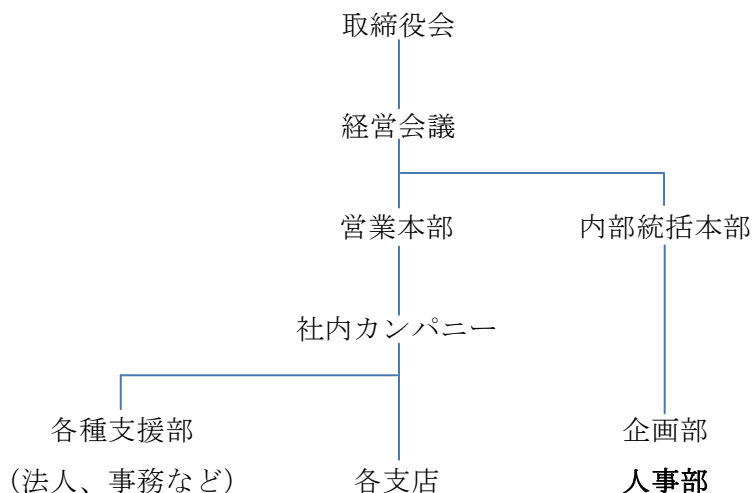 取締役会
経営会議
営業本部
内部統括本部
社内カンパニー
各種支援部
(法人、事務など)
各支店
企画部
人事部